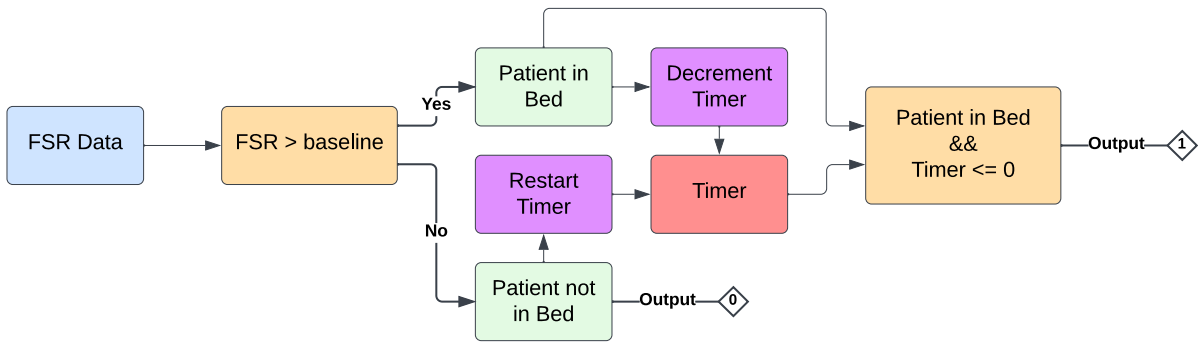 FSR Data
FSR > baseline
Yes
No
Patient in
Bed
Decrement
Timer
Restart
Timer
Timer
Patient not
in Bed
Output
0
Patient in Bed
&&
Timer <= 0
Output
1